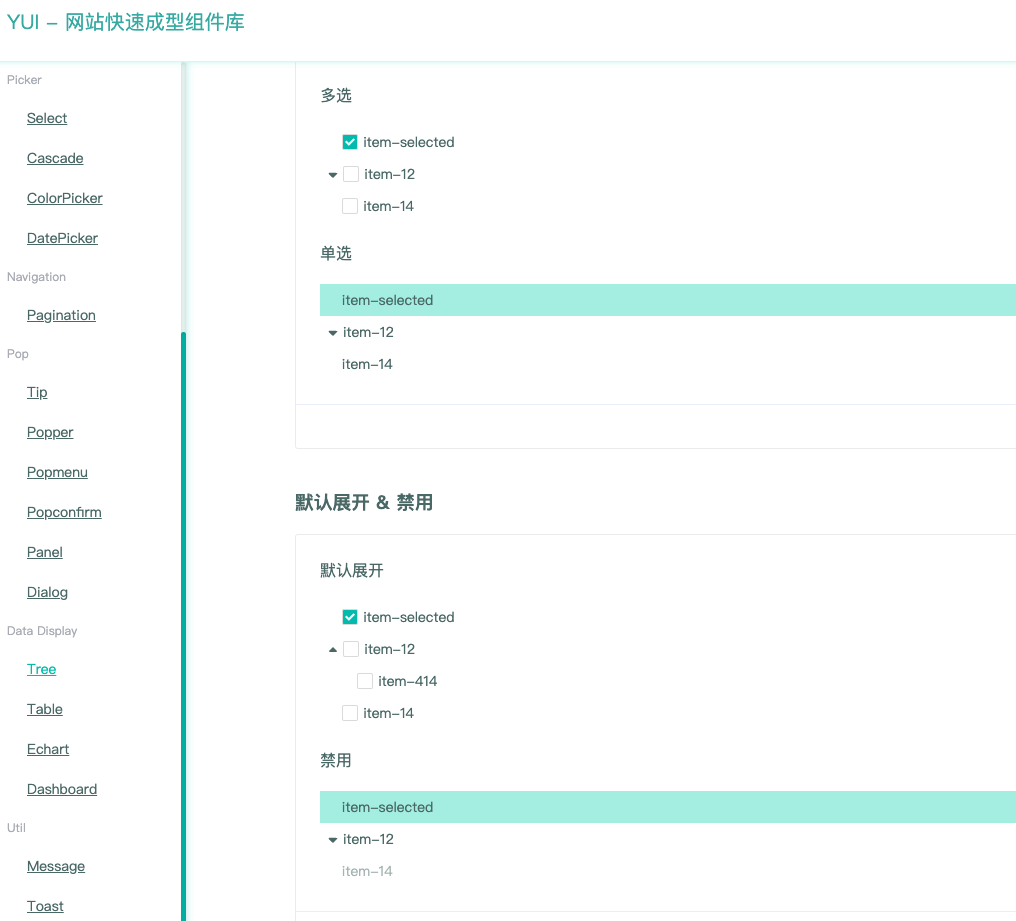 YUI – 网站快速成型组件库
Picker
Select
Cascade
ColorPicker
DatePicker
Navigation
Pagination
Pop
Tip
Popper
Popmenu
Popconfirm
Panel
Dialog
Data Display
Tree
Table
Echart
Dashboard
Util
Message
Toast
多选
item-selected
item-12
item-14
单选
item-selected
item-12
item-14
默认展开 & 禁用
默认展开
item-selected
item-12
item-414
item-14
禁用
item-selected
item-12
item-14